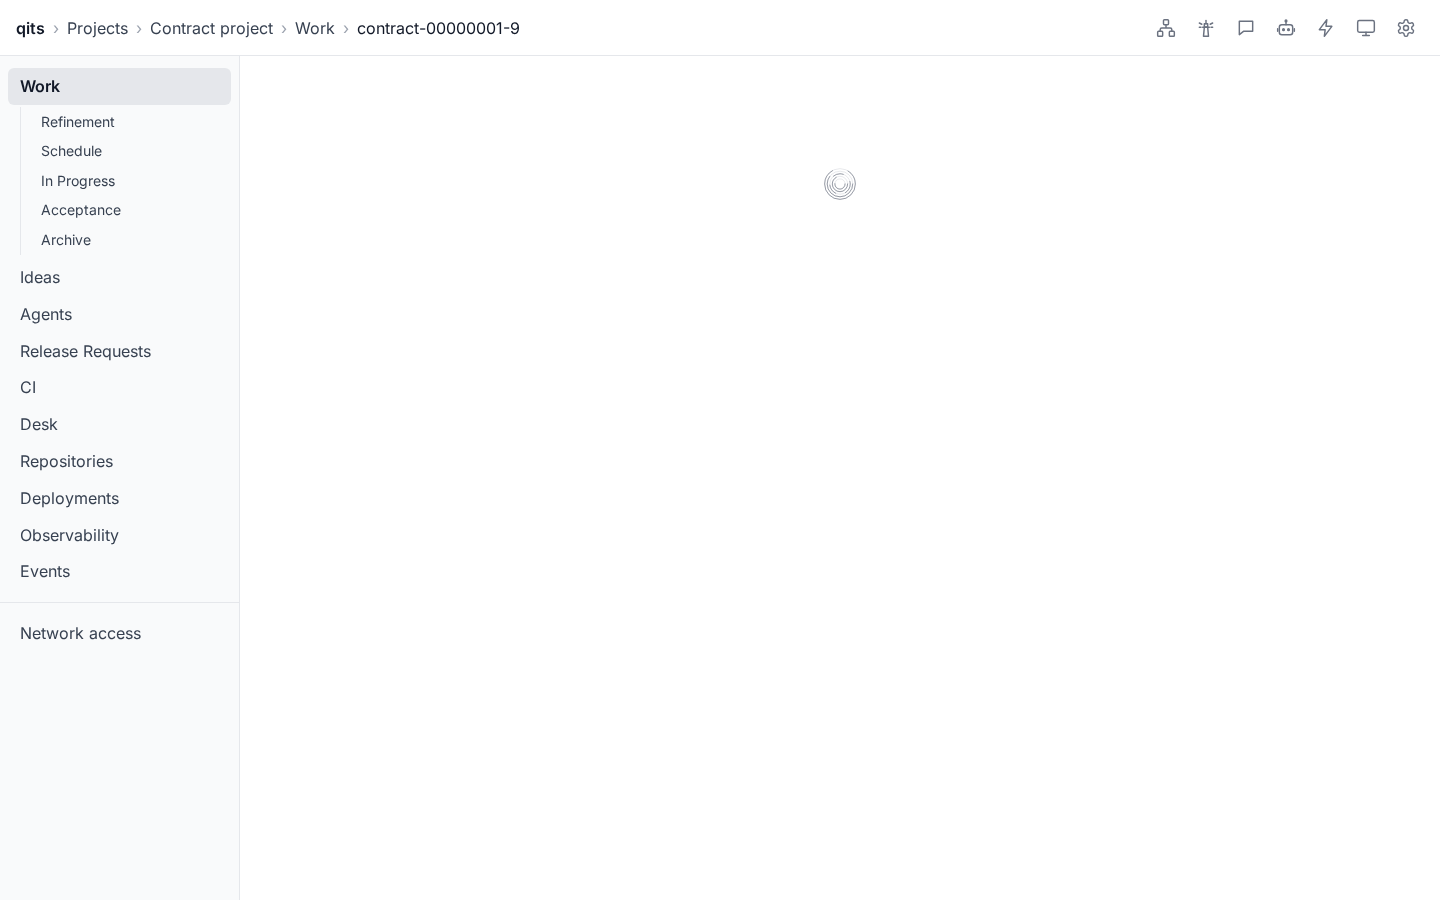 qits › Projects › Contract project › Work › contract-00000001-9
Work
Refinement
Schedule
In Progress
Acceptance
Archive
Ideas
Agents
Release Requests
CI
Desk
Repositories
Deployments
Observability
Events
Network access